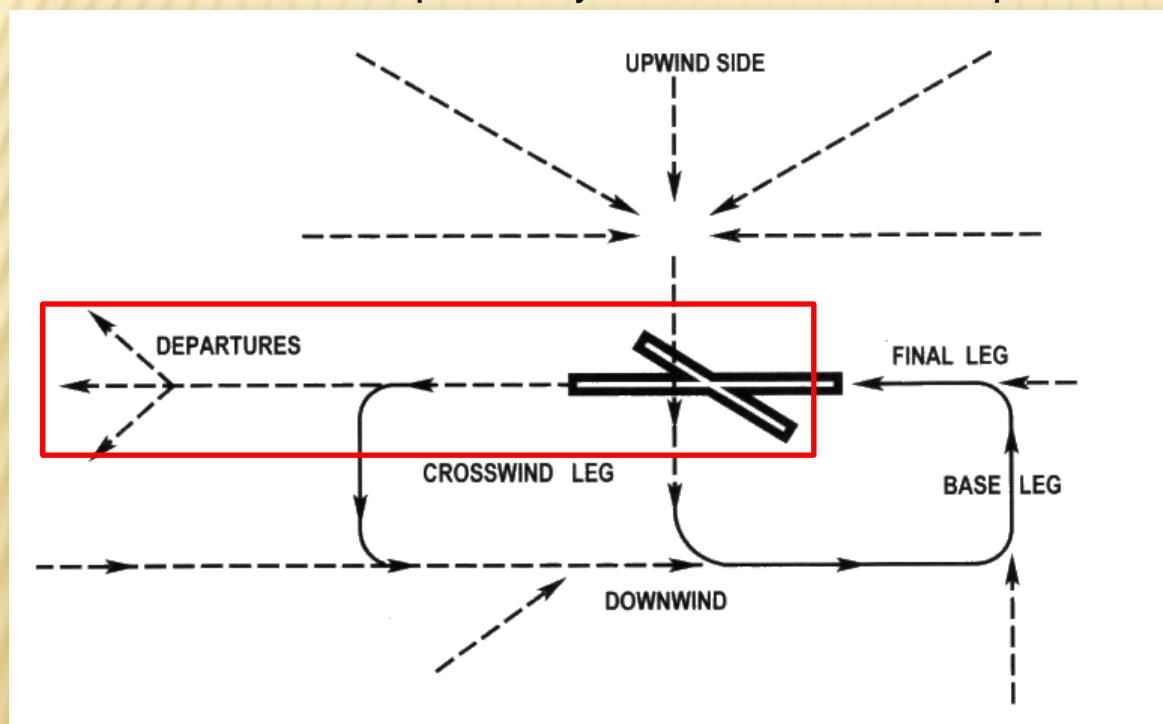 UPWIND SIDE
DEPARTURES
FINAL LEG
CROSSWIND LEG
BASE LEG
DOWNWIND